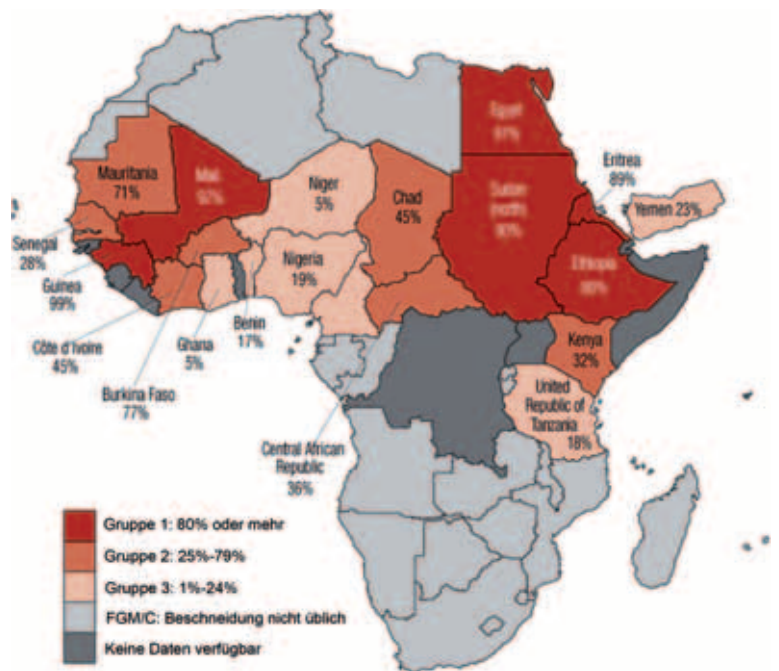 Egypt
Mauritania
71%
Mali
92%
Niger
5%
Chad
45%
Sudan
(north)
90%
Eritrea
89%
Yemen 23%
Senegal
28%
Guinea
99%
Nigeria
19%
Ethiopia
Benin
17%
Côte d'Ivoire
45%
Ghana
5%
Kenya
32%
Burkina Faso
77%
United
Republic of
Tanzania
18%
Central African
Republic
36%
Gruppe 1: 80% oder mehr
Gruppe 2: 25%-79%
Gruppe 3: 1%-24%
FGM/C: Beschneidung nicht üblich
Keine Daten verfügbar